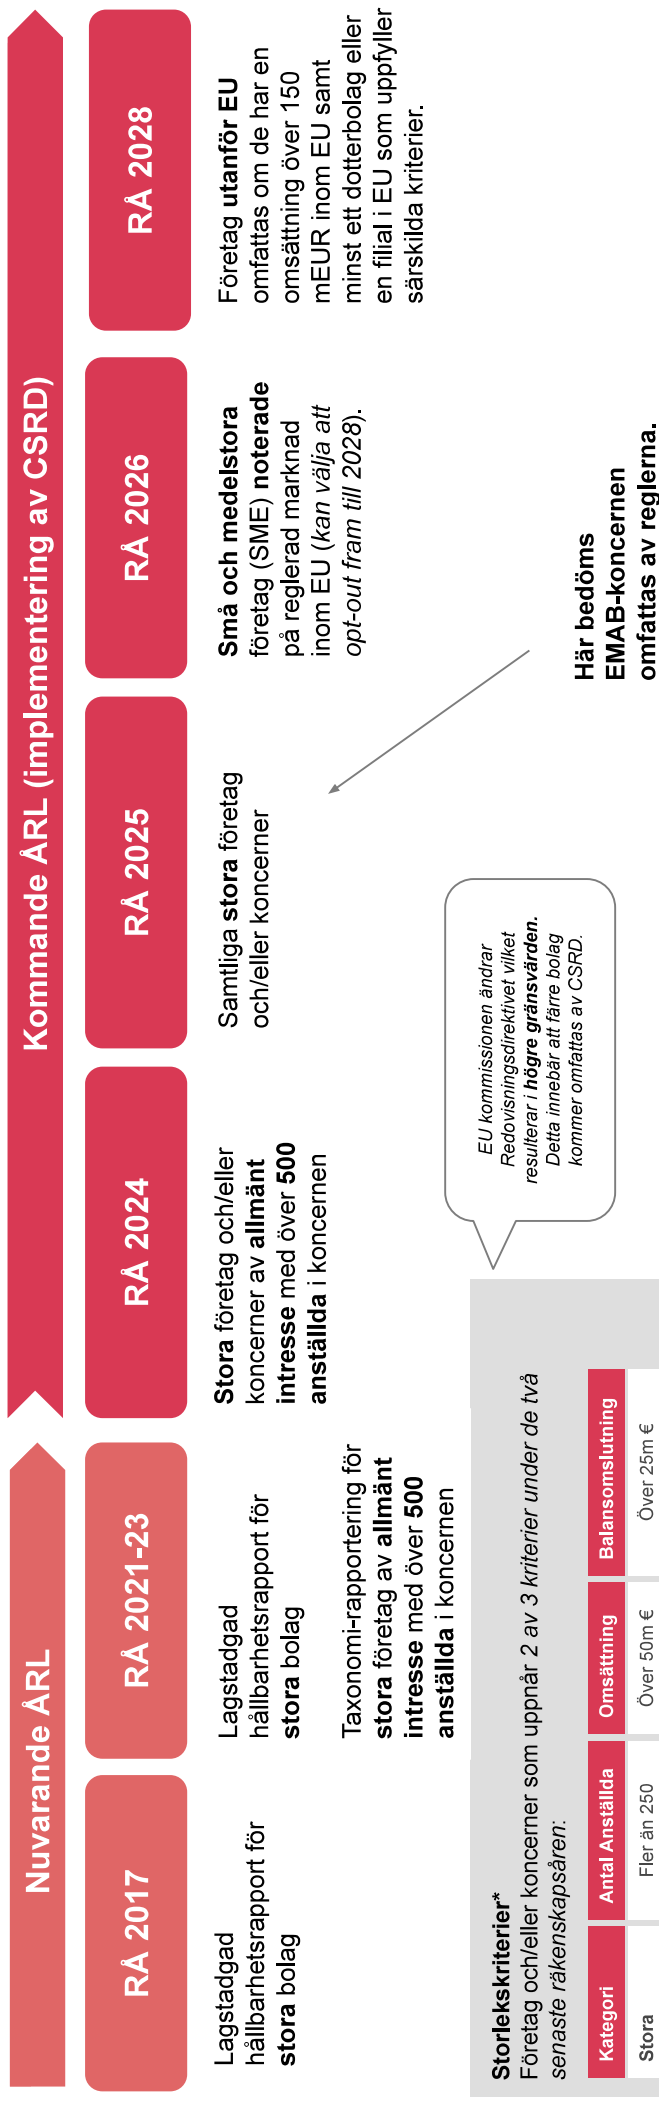 Nuvarande ÅRL
Kommande ÅRL (implementering av CSRD)
RÅ 2017
Lagstadgad
hållbarhetsrapport för
stora bolag
RÅ 2021-23
Lagstadgad
hållbarhetsrapport för
stora bolag
Taxonomi-rapportering för
stora företag av allmänt
intresse med över 500
anställda i koncernen
RÅ 2024
Stora företag och/eller
koncerner av allmänt
intresse med över 500
anställda i koncernen
RÅ 2025
Samtliga stora företag
och/eller koncerner
RÅ 2026
Små och medelstora
företag (SME) noterade
på reglerad marknad
inom EU (kan välja att
opt-out fram till 2028).
RÅ 2028
Företag utanför EU
omfattas om de har en
omsättning över 150
mEUR inom EU samt
minst ett dotterbolag eller
en filial i EU som uppfyller
särskilda kriterier.
Storlekskriterier*
Företag och/eller koncerner som uppnår 2 av 3 kriterier under de två
senaste räkenskapsåren:
Kategori Antal Anställda Omsättning Balansomslutning
Stora Fler än 250 Över 50m € Över 25m €
EU kommissionen ändrar
Redovisningsdirektivet vilket
resulterar i högre gränsvärden.
Detta innebär att färre bolag
kommer omfattas av CSRD.
Här bedöms
EMAB-koncernen
omfattas av reglerna.